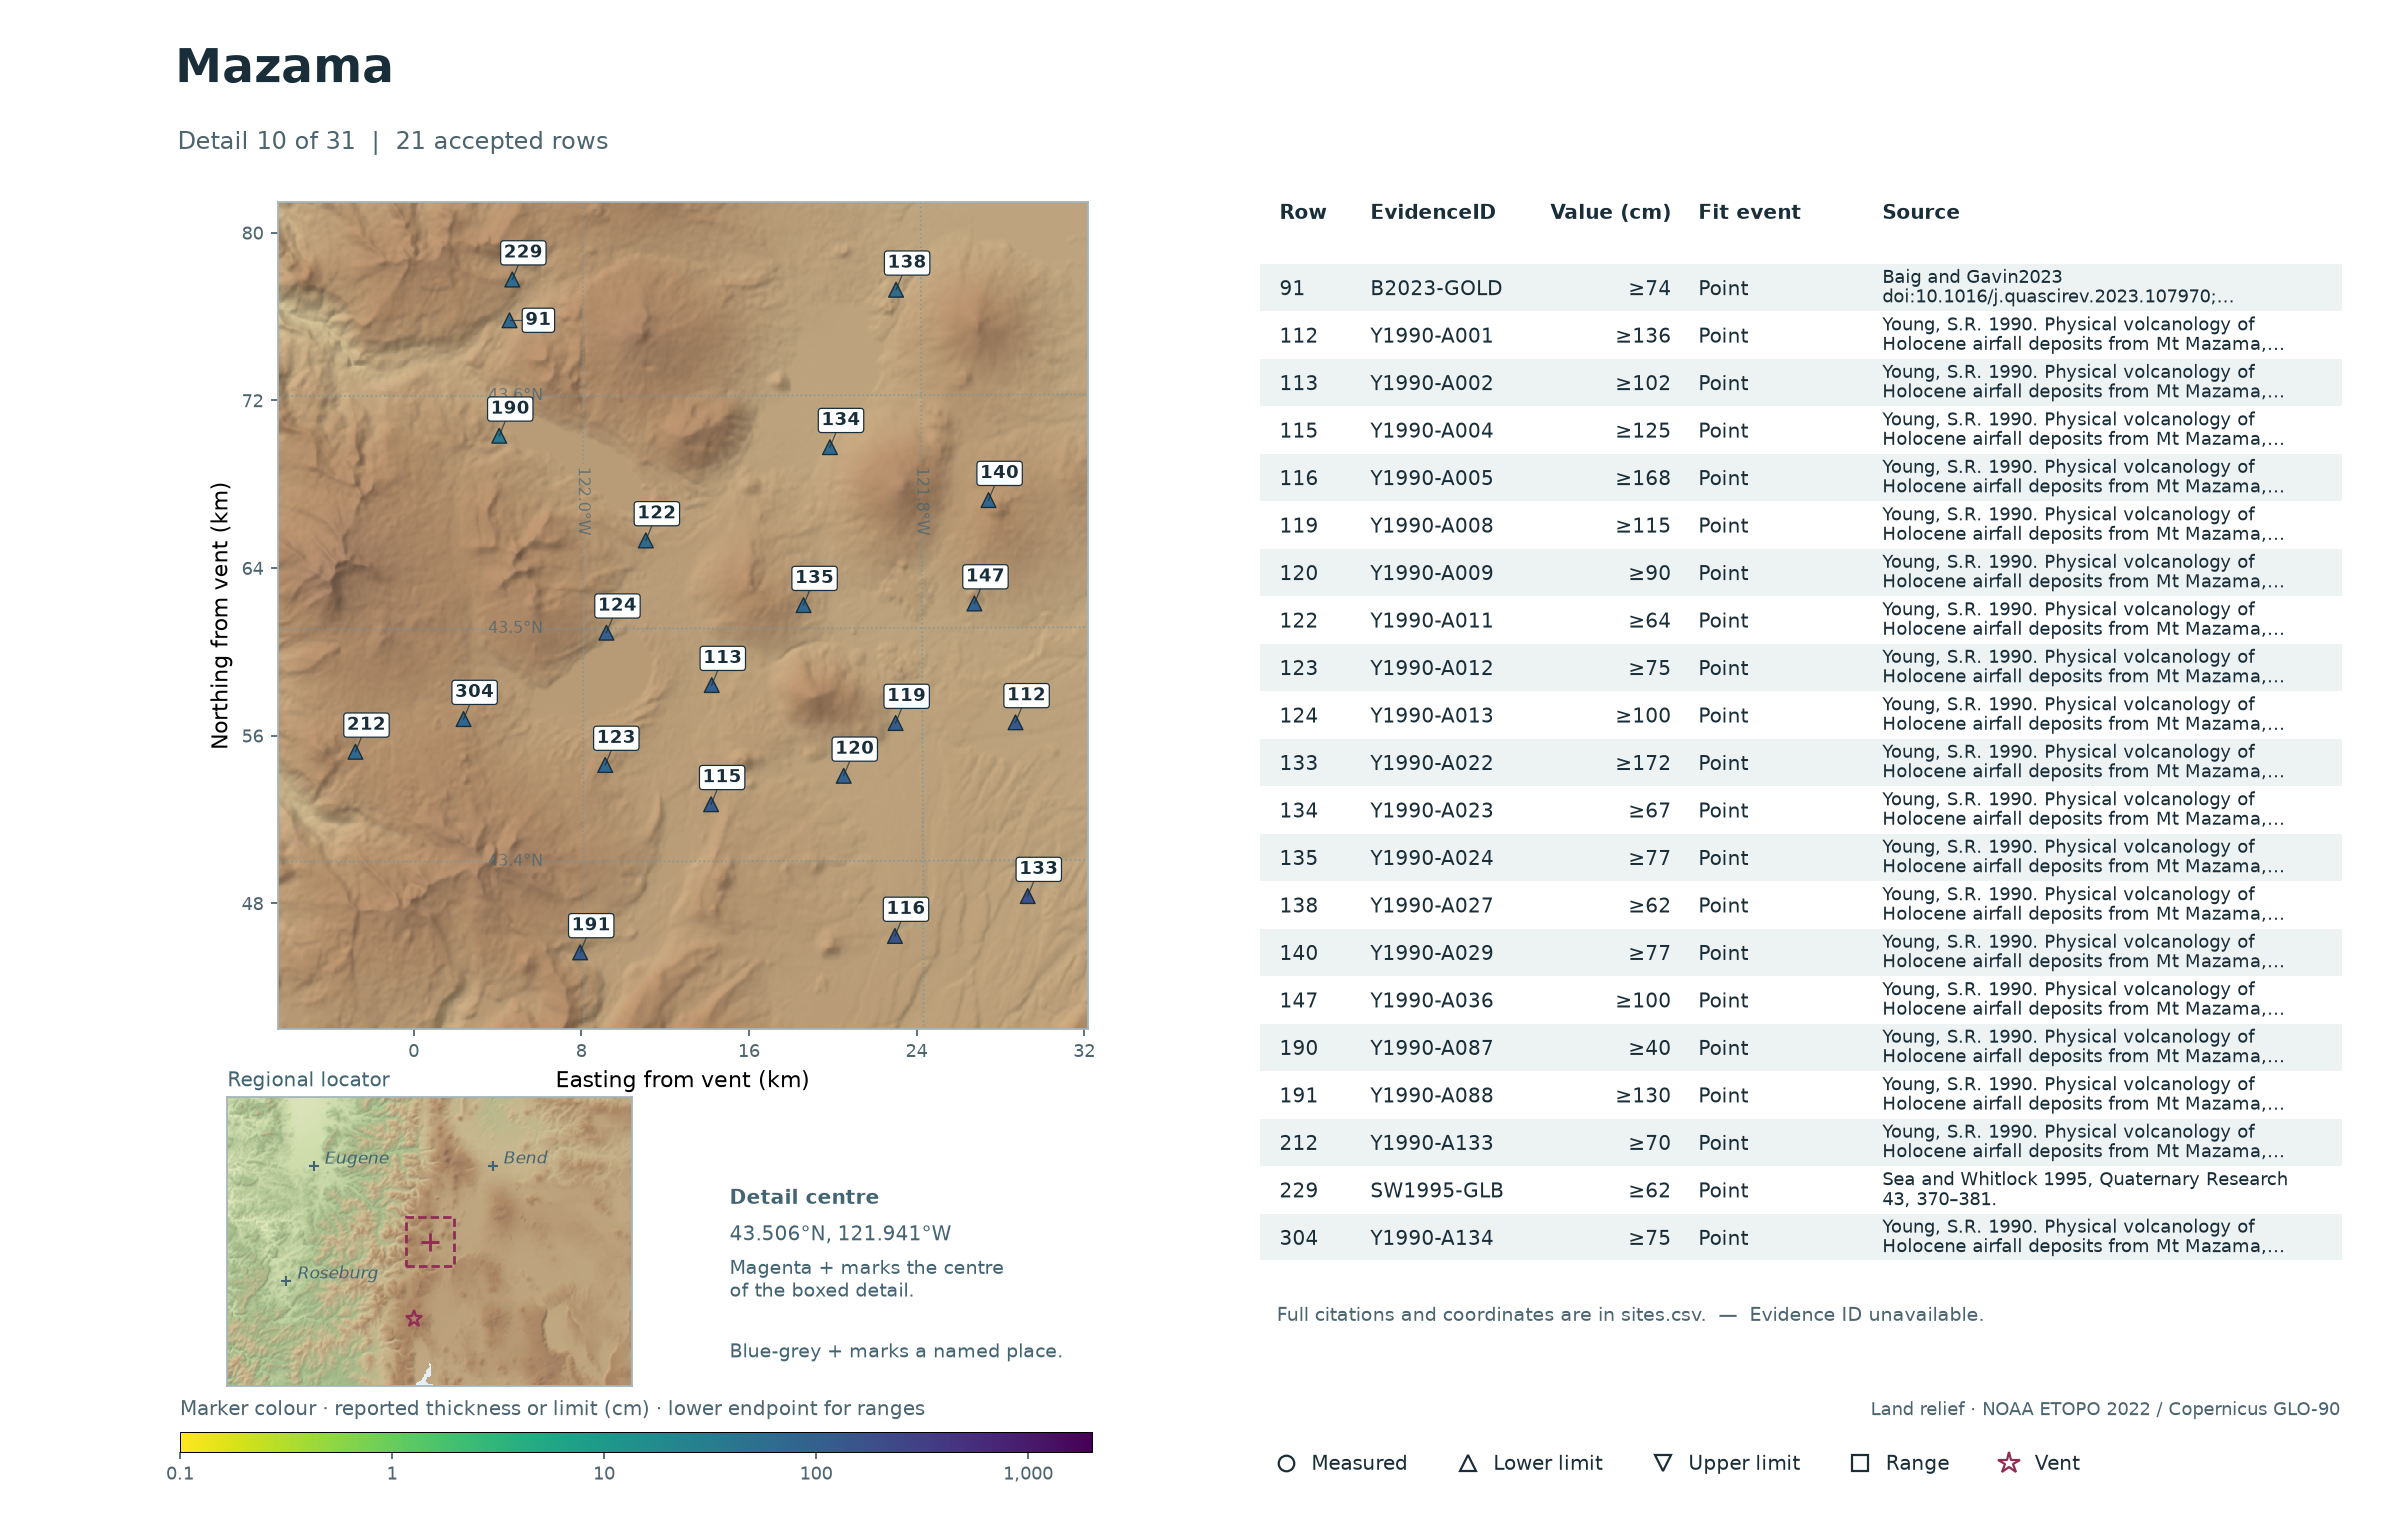 Mazama
Detail 10 of 31 | 21 accepted rows
Northing from vent (km)
80
72
64
56
48
229
138
91
43.6°N
190
134
140
122.0°W
121.8°W
122
135
147
124
43.5°N
113
304
119
112
212
123
120
115
43.4°N
133
116
191
0
8
16
24
32
Easting from vent (km)
Regional locator
Eugene
Bend
Roseburg
Detail centre
43.506°N, 121.941°W
Magenta + marks the centre
of the boxed detail.
Blue-grey + marks a named place.
Marker colour · reported thickness or limit (cm) · lower endpoint for ranges
0.1
1
10
100
1,000
Row EvidenceID Value (cm) Fit event Source
91 B2023-GOLD ≥74 Point Baig and Gavin2023
doi:10.1016/j.quascirev.2023.107970;…
112 Y1990-A001 ≥136 Point Young, S.R. 1990. Physical volcanology of
Holocene airfall deposits from Mt Mazama,…
113 Y1990-A002 ≥102 Point Young, S.R. 1990. Physical volcanology of
Holocene airfall deposits from Mt Mazama,…
115 Y1990-A004 ≥125 Point Young, S.R. 1990. Physical volcanology of
Holocene airfall deposits from Mt Mazama,…
116 Y1990-A005 ≥168 Point Young, S.R. 1990. Physical volcanology of
Holocene airfall deposits from Mt Mazama,…
119 Y1990-A008 ≥115 Point Young, S.R. 1990. Physical volcanology of
Holocene airfall deposits from Mt Mazama,…
120 Y1990-A009 ≥90 Point Young, S.R. 1990. Physical volcanology of
Holocene airfall deposits from Mt Mazama,…
122 Y1990-A011 ≥64 Point Young, S.R. 1990. Physical volcanology of
Holocene airfall deposits from Mt Mazama,…
123 Y1990-A012 ≥75 Point Young, S.R. 1990. Physical volcanology of
Holocene airfall deposits from Mt Mazama,…
124 Y1990-A013 ≥100 Point Young, S.R. 1990. Physical volcanology of
Holocene airfall deposits from Mt Mazama,…
133 Y1990-A022 ≥172 Point Young, S.R. 1990. Physical volcanology of
Holocene airfall deposits from Mt Mazama,…
134 Y1990-A023 ≥67 Point Young, S.R. 1990. Physical volcanology of
Holocene airfall deposits from Mt Mazama,…
135 Y1990-A024 ≥77 Point Young, S.R. 1990. Physical volcanology of
Holocene airfall deposits from Mt Mazama,…
138 Y1990-A027 ≥62 Point Young, S.R. 1990. Physical volcanology of
Holocene airfall deposits from Mt Mazama,…
140 Y1990-A029 ≥77 Point Young, S.R. 1990. Physical volcanology of
Holocene airfall deposits from Mt Mazama,…
147 Y1990-A036 ≥100 Point Young, S.R. 1990. Physical volcanology of
Holocene airfall deposits from Mt Mazama,…
190 Y1990-A087 ≥40 Point Young, S.R. 1990. Physical volcanology of
Holocene airfall deposits from Mt Mazama,…
191 Y1990-A088 ≥130 Point Young, S.R. 1990. Physical volcanology of
Holocene airfall deposits from Mt Mazama,…
212 Y1990-A133 ≥70 Point Young, S.R. 1990. Physical volcanology of
Holocene airfall deposits from Mt Mazama,…
229 SW1995-GLB ≥62 Point Sea and Whitlock 1995, Quaternary Research
43, 370–381.
304 Y1990-A134 ≥75 Point Young, S.R. 1990. Physical volcanology of
Holocene airfall deposits from Mt Mazama,…
Full citations and coordinates are in sites.csv. — Evidence ID unavailable.
Land relief · NOAA ETOPO 2022 / Copernicus GLO-90
Measured
Lower limit
Upper limit
Range
Vent